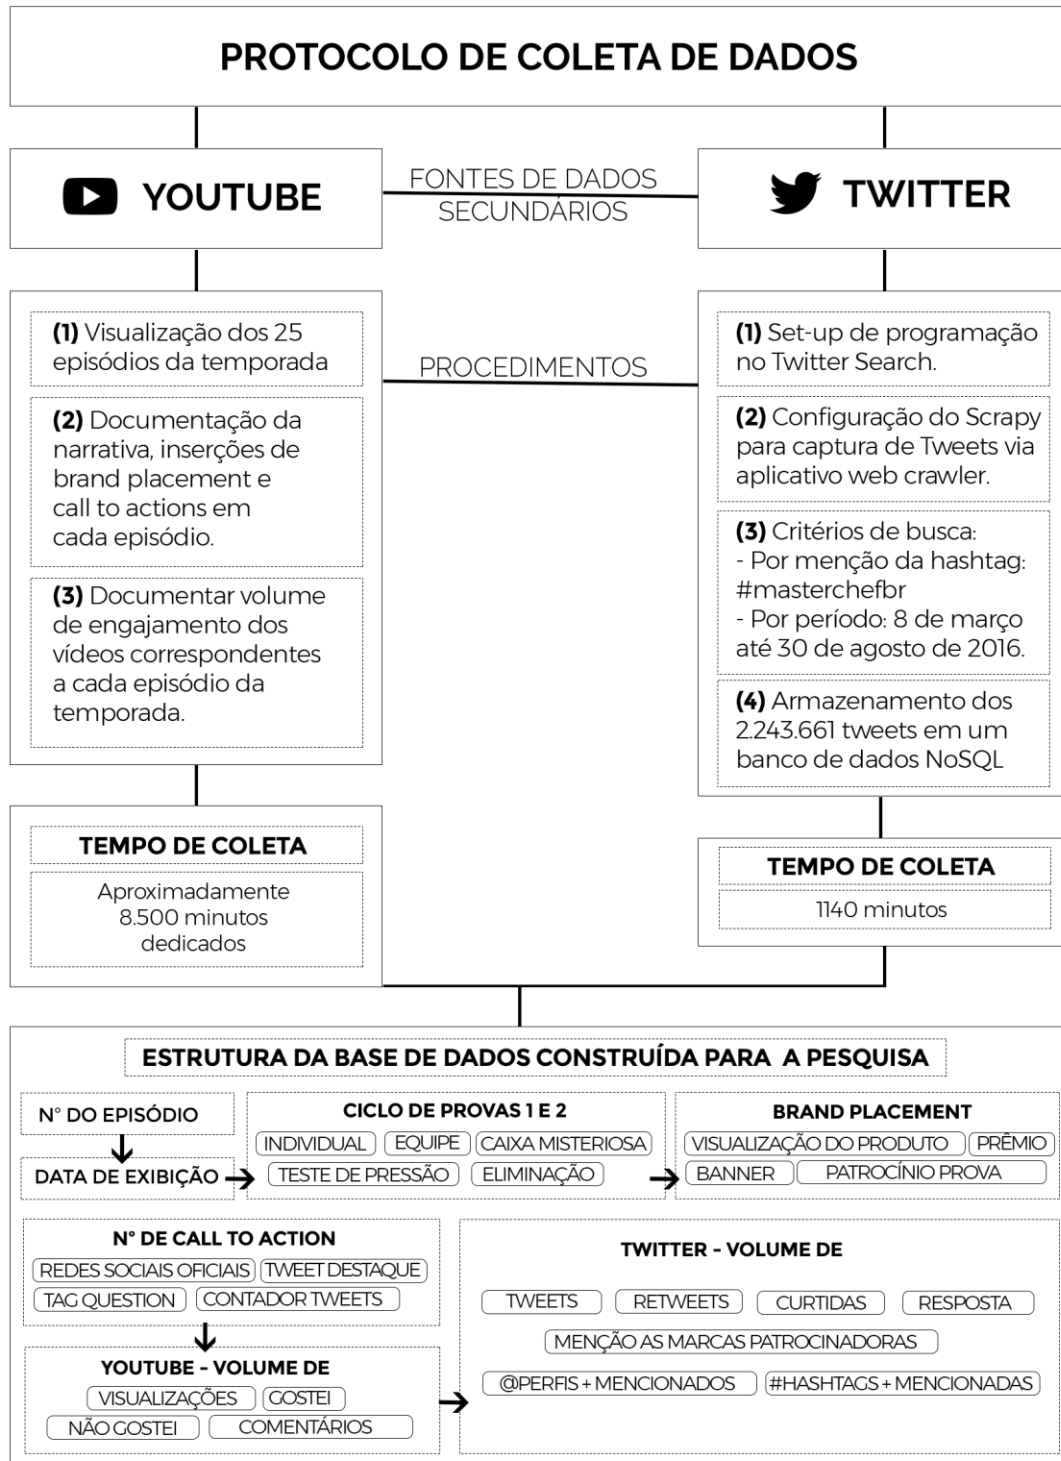 PROTOCOLO DE COLETA DE DADOS
YOUTUBE
FONTES DE DADOS
SECUNDÁRIOS
TWITTER
(1) Visualização dos 25
episódios da temporada
(2) Documentação da
narrativa, inserções de
brand placement e
call to actions em
cada episódio.
(3) Documentar volume
de engajamento dos
vídeos correspondentes
a cada episódio da
temporada.
PROCEDIMENTOS
(1) Set-up de programação
no Twitter Search.
(2) Configuração do Scrapy
para captura de Tweets via
aplicativo web crawler.
(3) Critérios de busca:
- Por menção da hashtag:
#masterchefbr
- Por período: 8 de março
até 30 de agosto de 2016.
(4) Armazenamento dos
2.243.661 tweets em um
banco de dados NoSQL
TEMPO DE COLETA
Aproximadamente
8.500 minutos
dedicados
TEMPO DE COLETA
1140 minutos
ESTRUTURA DA BASE DE DADOS CONSTRUÍDA PARA A PESQUISA
N° DO EPISÓDIO
DATA DE EXIBIÇÃO
CICLO DE PROVAS 1 E 2
INDIVIDUAL EQUIPE CAIXA MISTERIOSA
TESTE DE PRESSÃO ELIMINAÇÃO
BRAND PLACEMENT
VISUALIZAÇÃO DO PRODUTO PRÊMIO
BANNER PATROCÍNIO PROVA
N° DE CALL TO ACTION
REDES SOCIAIS OFICIAIS TWEET DESTAQUE
TAG QUESTION CONTADOR TWEETS
YOUTUBE - VOLUME DE
VISUALIZAÇÕES GOSTEI
NÃO GOSTEI COMENTÁRIOS
TWITTER - VOLUME DE
TWEETS RETWEETS CURTIDAS RESPOSTA
MENÇÃO AS MARCAS PATROCINADORAS
@PERFIS + MENCIONADOS #HASHTAGS + MENCIONADAS